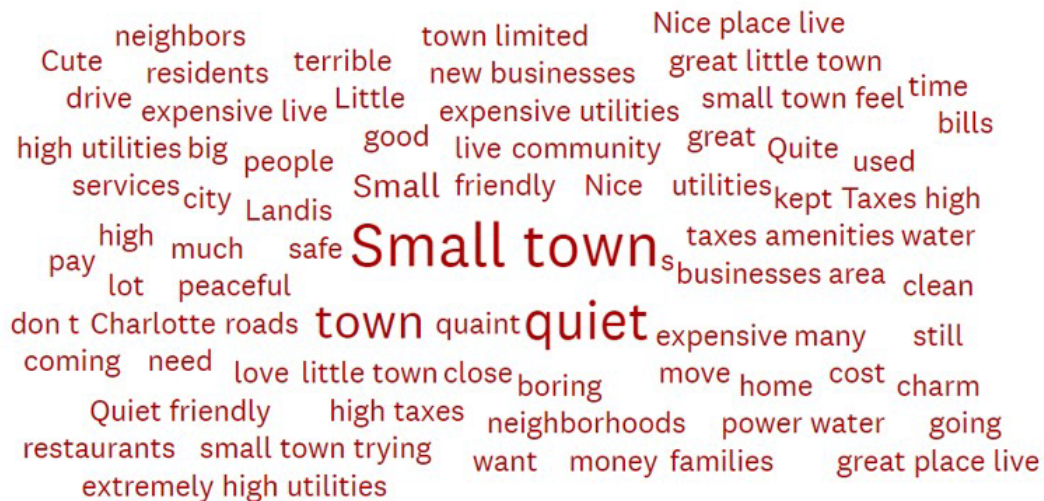 neighbors town limited Nice place live
Cute residents terrible new businesses great little town
drive expensive live Little expensive utilities small town feel time
high utilities big people good live community great Quite used bills
services city Landis Small friendly Nice utilities kept Taxes high
pay high much safe Small town s taxes amenities water
lot peaceful businesses area clean
don t Charlotte roads town quaint quiet expensive many still
coming need love little town close boring move home cost charm
Quiet friendly high taxes neighborhoods power water going
restaurants small town trying want money families great place live
extremely high utilities